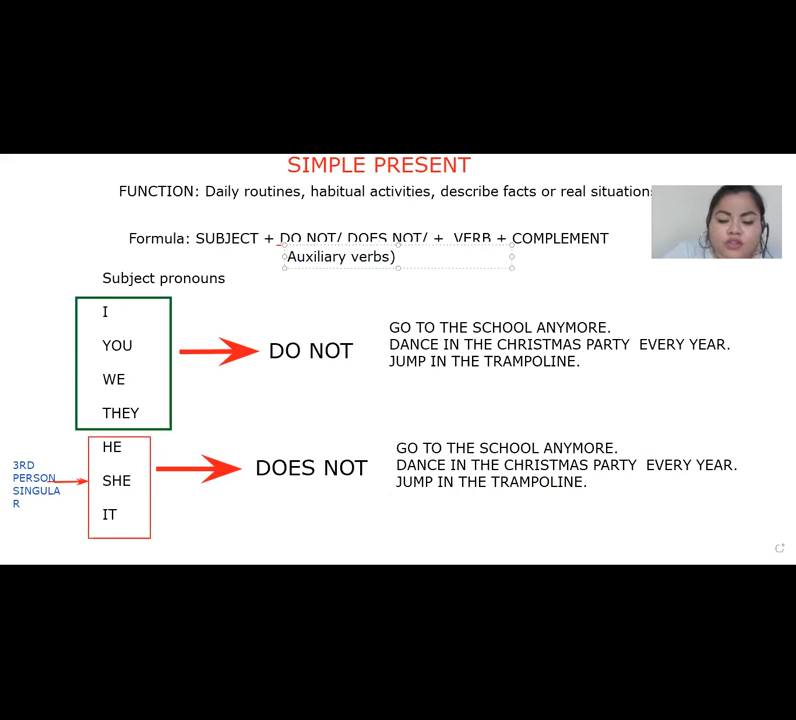 SIMPLE PRESENT
FUNCTION: Daily routines, habitual activities, describe facts or real situation
Formula: SUBJECT + DO NOT/ DOES NOT/ + VERB + COMPLEMENT
Auxiliary verbs)
Subject pronouns
I
YOU
WE
THEY
DO NOT
GO TO THE SCHOOL ANYMORE.
DANCE IN THE CHRISTMAS PARTY EVERY YEAR.
JUMP IN THE TRAMPOLINE.
3RD
PERSON
SINGULA
R
HE
SHE
IT
DOES NOT
GO TO THE SCHOOL ANYMORE.
DANCE IN THE CHRISTMAS PARTY EVERY YEAR.
JUMP IN THE TRAMPOLINE.